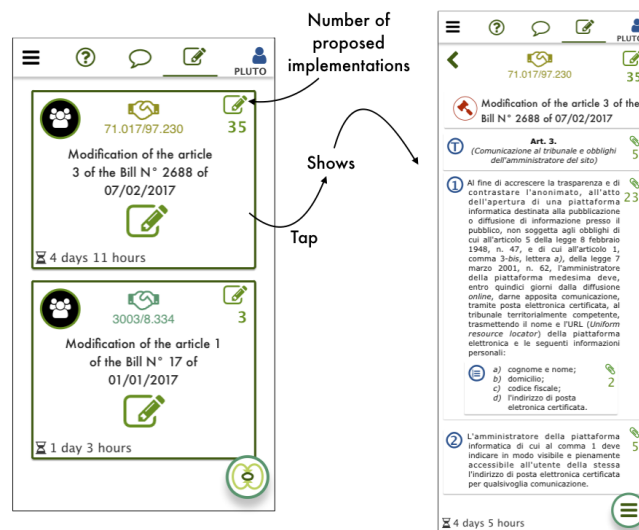 Number of
proposed
implementations
PLUTO
71.017/97.230
35
Modification of the article
3 of the Bill N° 2688 of
07/02/2017
4 days 11 hours
3003/8.334
3
Modification of the article 1
of the Bill N° 17 of
01/01/2017
1 day 3 hours
Shows
Tap
PLUTO
71.017/97.230
35
Modification of the article 3 of the
Bill N° 2688 of 07/02/2017
T
Art. 3.
(Comunicazione al tribunale e obblighi
dell'amministratore del sito)
5
1
Al fine di accrescere la trasparenza e di
contrastare l'anonimato, all'atto
dell'apertura di una piattaforma
informatica destinata alla pubblicazione
o diffusione di informazione presso il
pubblico, non soggetta agli obblighi di
cui all'articolo 5 della legge 8 febbraio
1948, n. 47, e di cui all'articolo 1,
comma 3-bis, lettera a), della legge 7
marzo 2001, n. 62, l'amministratore
della piattaforma medesima deve,
entro quindici giorni dalla diffusione
online, darne apposita comunicazione,
tramite posta elettronica certificata, al
tribunale territorialmente competente,
trasmettendo il nome e l'URL (Uniform
resource locator) della piattaforma
elettronica e le seguenti informazioni
personali:
23
a) cognome e nome;
b) domicilio;
c) codice fiscale;
d) l'indirizzo di posta
eletronica certificata.
2
2
L'amministratore della piattaforma
informatica di cui al comma 1 deve
indicare in modo visibile e pienamente
accessibile all'utente della stessa
l'indirizzo di posta elettronica certificata
per qualsivoglia comunicazione.
5
4 days 5 hours